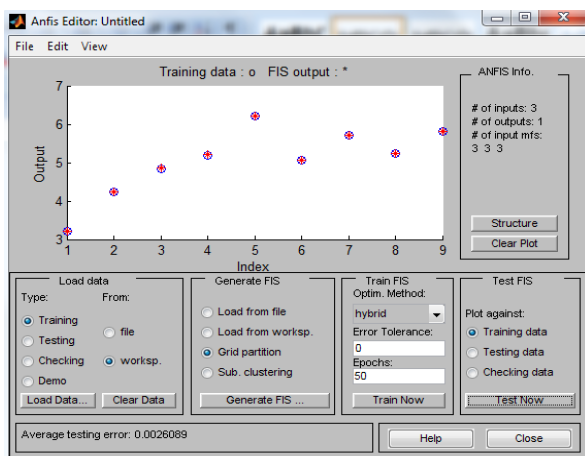 Anfis Editor: Untitled
File Edit View
Training data : o FIS output : *
7
6
5
4
3
Output
1 2 3 4 5 6 7 8 9
Index
ANFIS Info.
# of inputs: 3
# of outputs: 1
# of input mfs:
3 3 3
Structure
Clear Plot
Load data
Type: From:
Training
Testing
Checking
Demo
file
worksp.
Load Data...
Clear Data
Generate FIS
Load from file
Load from worksp.
Grid partition
Sub. clustering
Generate FIS ...
Train FIS
Optim. Method:
hybrid
Error Tolerance:
0
Epochs:
50
Train Now
Test FIS
Plot against:
Training data
Testing data
Checking data
Test Now
Average testing error: 0.0026089
Help
Close